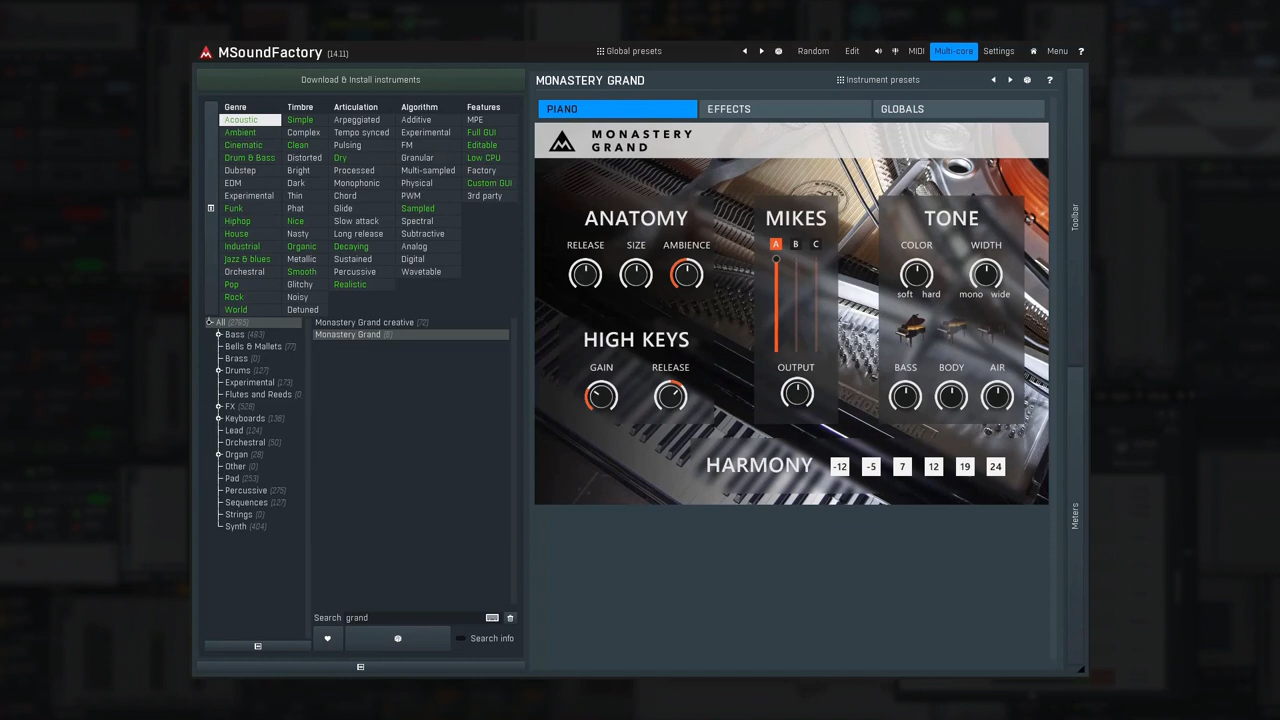 MSoundFactory (14.11)
Global presets
Random
Edit
MIDI
Multi-core
Settings
Menu
?
Download & Install instruments
Genre Timbre Articulation Algorithm Features
Acoustic Simple Arpeggiated Additive MPE
Ambient Complex Tempo synced Experimental Full GUI
Cinematic Clean Pulsing FM Editable
Drum & Bass Distorted Dry Granular Low CPU
Dubstep Bright Processed Multi-sampled Factory
EDM Dark Monophonic Physical Custom GUI
Experimental Thin Chord PWM 3rd party
Funk Phat Glide Sampled
Hiphop Nice Slow attack Spectral
House Nasty Long release Subtractive
Industrial Organic Decaying Analog
Jazz & blues Metallic Sustained Digital
Orchestral Smooth Percussive Wavetable
Pop Glitchy Realistic
Rock Noisy
World Detuned
All (2795)
Bass (493)
Bells & Mallets (77)
Brass (0)
Drums (127)
Experimental (173)
Flutes and Reeds (0
FX (528)
Keyboards (136)
Lead (124)
Orchestral (50)
Organ (28)
Other (0)
Pad (253)
Percussive (275)
Sequences (127)
Strings (0)
Synth (404)
Monastery Grand creative (72)
Monastery Grand (6)
Search grand
Search info
MONASTERY GRAND
Instrument presets
?
PIANO EFFECTS GLOBALS
MONASTERY
GRAND
ANATOMY
RELEASE SIZE AMBIENCE
HIGH KEYS
GAIN RELEASE
MIKES
A B C
OUTPUT
TONE
COLOR WIDTH
soft hard mono wide
BASS BODY AIR
HARMONY -12 -5 7 12 19 24
Toolbar
Meters